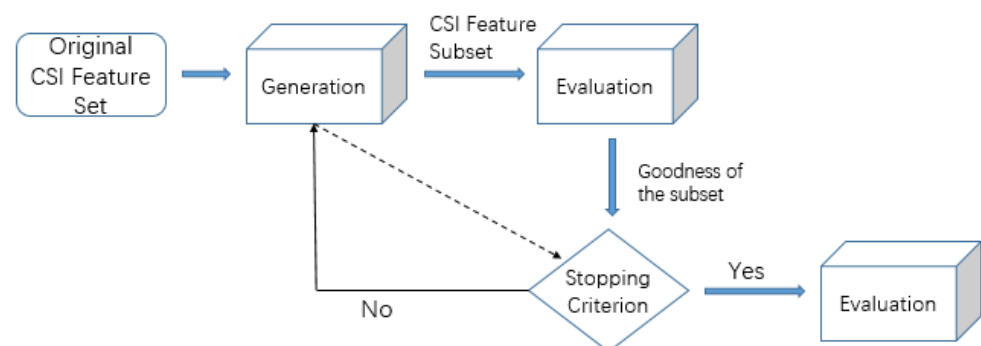 Original
CSI Feature
Set
Generation
CSI Feature
Subset
Evaluation
Goodness of
the subset
Stopping
Criterion
Yes
No
Evaluation